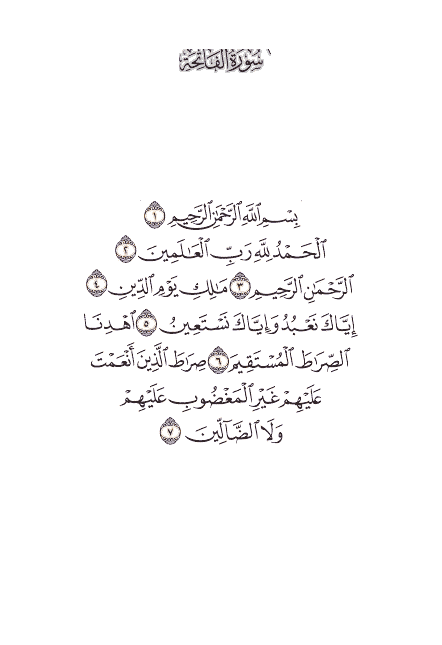 سُورَةُ الفَاتِحَةِ
بِسْمِ ٱللَّهِ ٱلرَّحْمَٰنِ ٱلرَّحِيمِ ١
ٱلْحَمْدُ لِلَّهِ رَبِّ ٱلْعَٰلَمِينَ ٢
ٱلرَّحْمَٰنِ ٱلرَّحِيمِ ٣ مَٰلِكِ يَوْمِ ٱلدِّينِ ٤
إِيَّاكَ نَعْبُدُ وَإِيَّاكَ نَسْتَعِينُ ٥ ٱهْدِنَا
ٱلصِّرَٰطَ ٱلْمُسْتَقِيمَ ٦ صِرَٰطَ ٱلَّذِينَ أَنْعَمْتَ
عَلَيْهِمْ غَيْرِ ٱلْمَغْضُوبِ عَلَيْهِمْ
وَلَا ٱلضَّآلِّينَ ٧